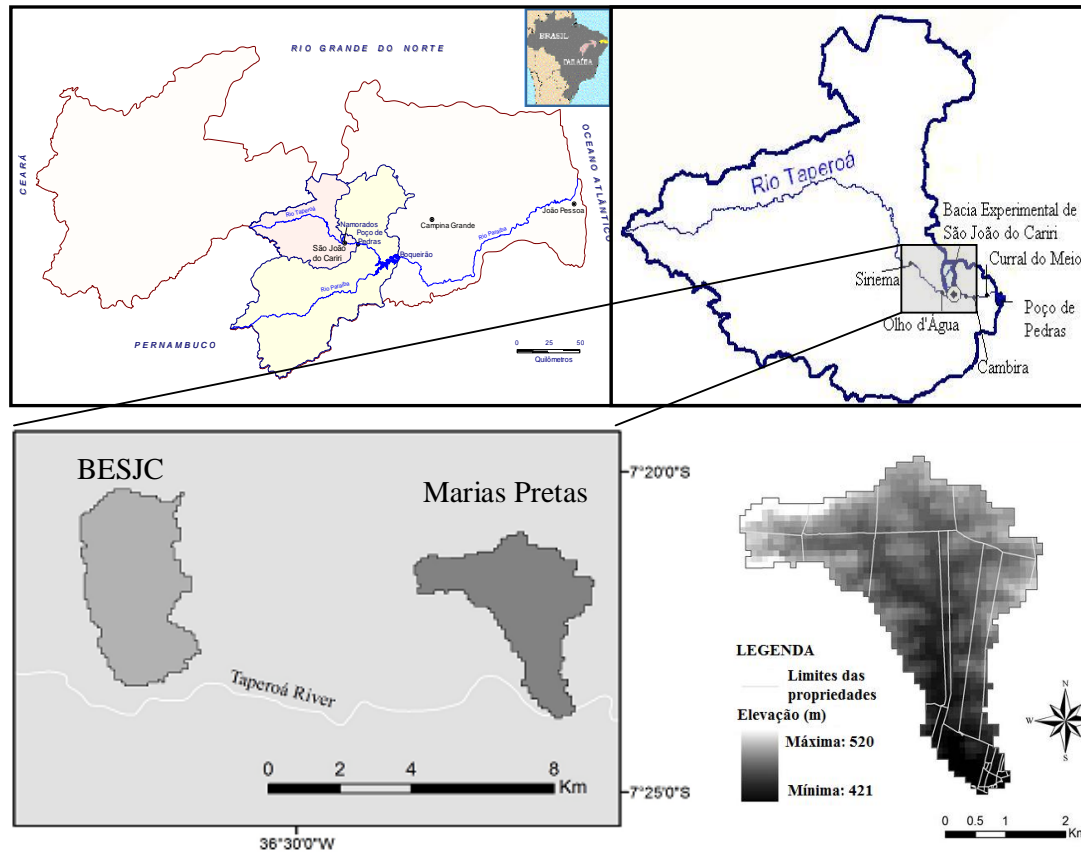 RIO GRANDE DO NORTE
BRASIL
PARAÍBA
CEARÁ
OCEANO ATLÂNTICO
Rio Taperoá
Namorados
Poço de
Pedras
São João
do Cariri
Campina Grande
João Pessoa
Rio Paraíba
Boqueirão
Rio Paraíba
PERNAMBUCO
0 25 50
Quilômetros
Rio Taperoá
Bacia Experimental de
São João do Cariri
Curral do Meio
Siriema
Poço de
Pedras
Olho d'Água
Cambira
BESJC
Marias Pretas
7°20'0"S
Taperoá River
0 2 4 8
Km
7°25'0"S
36°30'0"W
LEGENDA
Limites das
propriedades
Elevação (m)
Máxima: 520
Mínima: 421
N
W E
S
0 0.5 1 2
Km